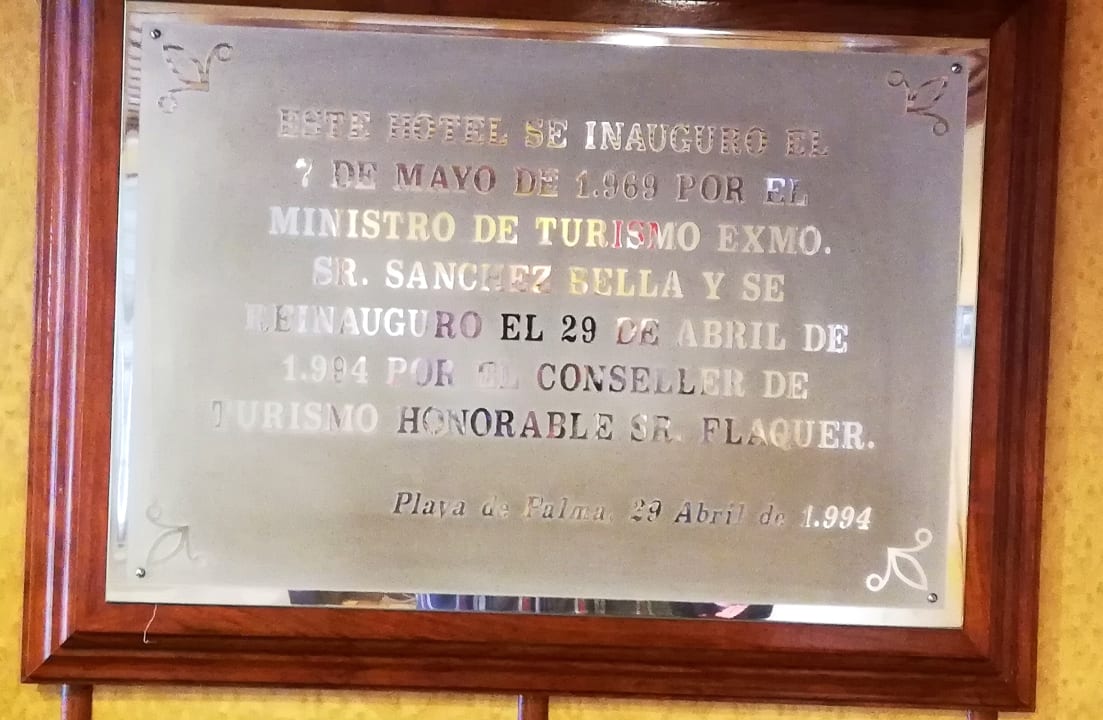 ESTE HOTEL SE INAUGURO EL
7 DE MAYO DE 1.969 POR EL
MINISTRO DE TURISMO EXMO.
SR. SANCHEZ BELLA Y SE
REINAUGURO EL 29 DE ABRIL DE
1.994 POR EL CONSELLER DE
TURISMO HONORABLE SR. FLAQUER.
Playa de Palma, 29 Abril de 1.994